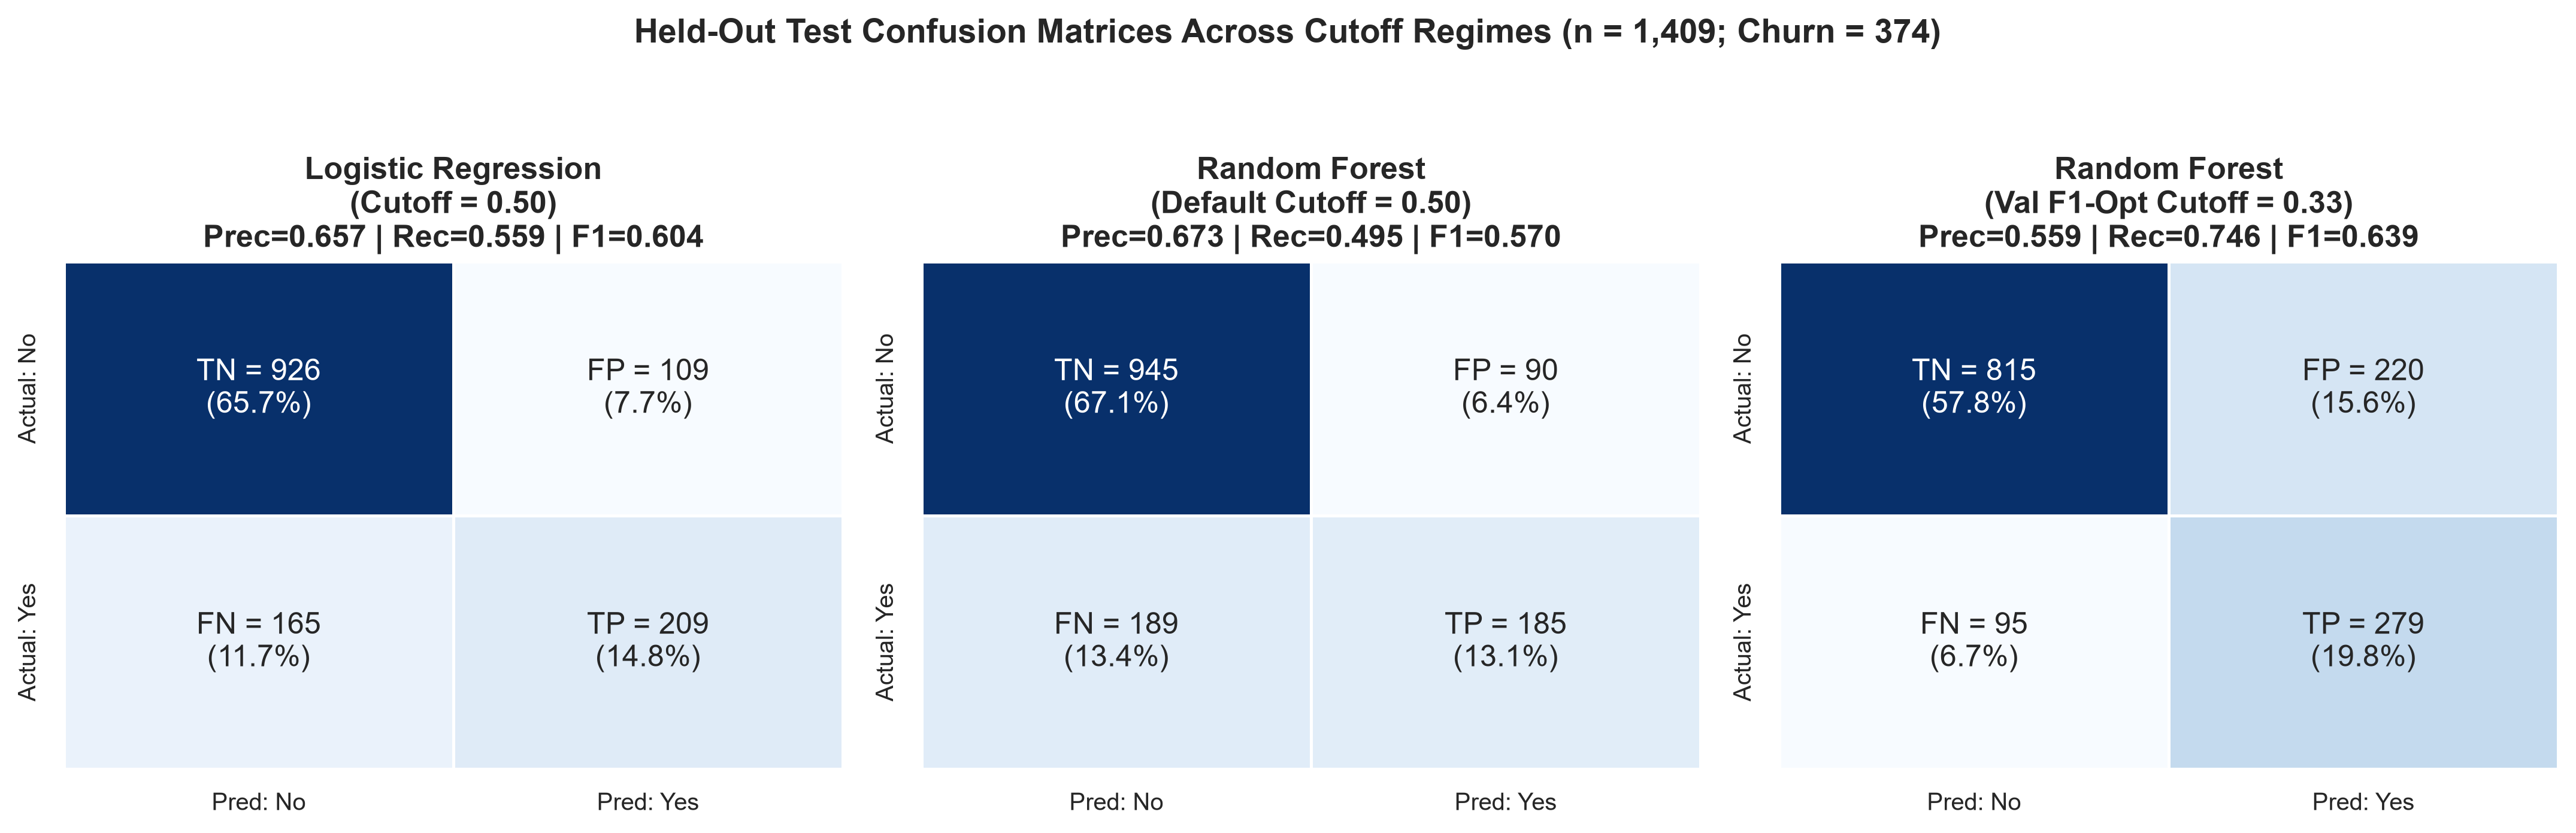 Held-Out Test Confusion Matrices Across Cutoff Regimes (n = 1,409; Churn = 374)
Logistic Regression
(Cutoff = 0.50)
Prec=0.657 | Rec=0.559 | F1=0.604
Actual: No
TN = 926
(65.7%)
FP = 109
(7.7%)
Actual: Yes
FN = 165
(11.7%)
TP = 209
(14.8%)
Pred: No
Pred: Yes
Random Forest
(Default Cutoff = 0.50)
Prec=0.673 | Rec=0.495 | F1=0.570
Actual: No
TN = 945
(67.1%)
FP = 90
(6.4%)
Actual: Yes
FN = 189
(13.4%)
TP = 185
(13.1%)
Pred: No
Pred: Yes
Random Forest
(Val F1-Opt Cutoff = 0.33)
Prec=0.559 | Rec=0.746 | F1=0.639
Actual: No
TN = 815
(57.8%)
FP = 220
(15.6%)
Actual: Yes
FN = 95
(6.7%)
TP = 279
(19.8%)
Pred: No
Pred: Yes